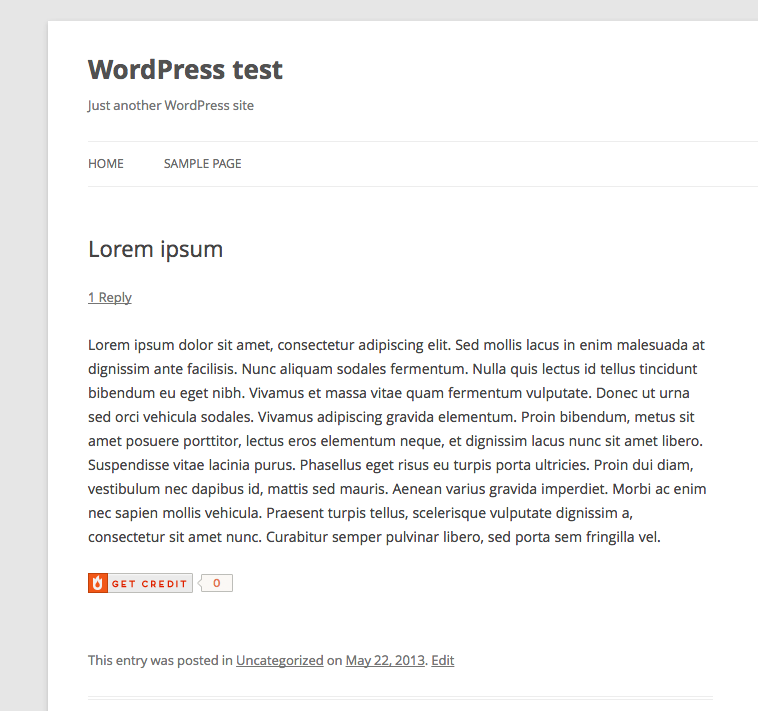 WordPress test
Just another WordPress site
HOME SAMPLE PAGE
Lorem ipsum
1 Reply
Lorem ipsum dolor sit amet, consectetur adipiscing elit. Sed mollis lacus in enim malesuada at
dignissim ante facilisis. Nunc aliquam sodales fermentum. Nulla quis lectus id tellus tincidunt
bibendum eu eget nibh. Vivamus et massa vitae quam fermentum vulputate. Donec ut urna
sed orci vehicula sodales. Vivamus adipiscing gravida elementum. Proin bibendum, metus sit
amet posuere porttitor, lectus eros elementum neque, et dignissim lacus nunc sit amet libero.
Suspendisse vitae lacinia purus. Phasellus eget risus eu turpis porta ultricies. Proin dui diam,
vestibulum nec dapibus id, mattis sed mauris. Aenean varius gravida imperdiet. Morbi ac enim
nec sapien mollis vehicula. Praesent turpis tellus, scelerisque vulputate dignissim a,
consectetur sit amet nunc. Curabitur semper pulvinar libero, sed porta sem fringilla vel.
GET CREDIT 0
This entry was posted in Uncategorized on May 22, 2013. Edit